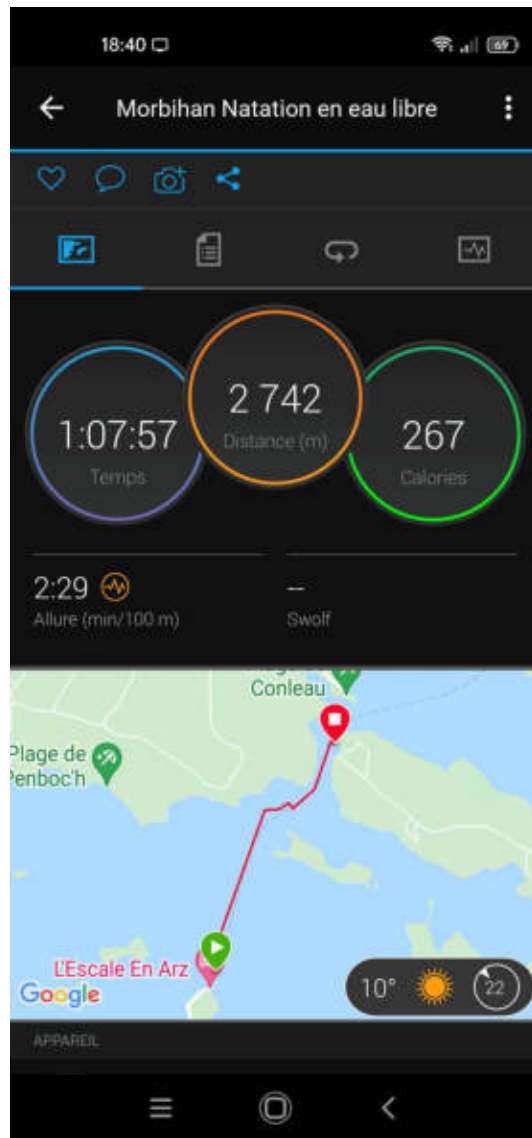 18:40
69
Morbihan Natation en eau libre
2 742
Distance (m)
1:07:57
Temps
267
Calories
2:29
Allure (min/100 m)
--
Swolf
Conleau
Plage de
Penboc'h
L'Escale En Arz
Google
10°
22
APPAREIL